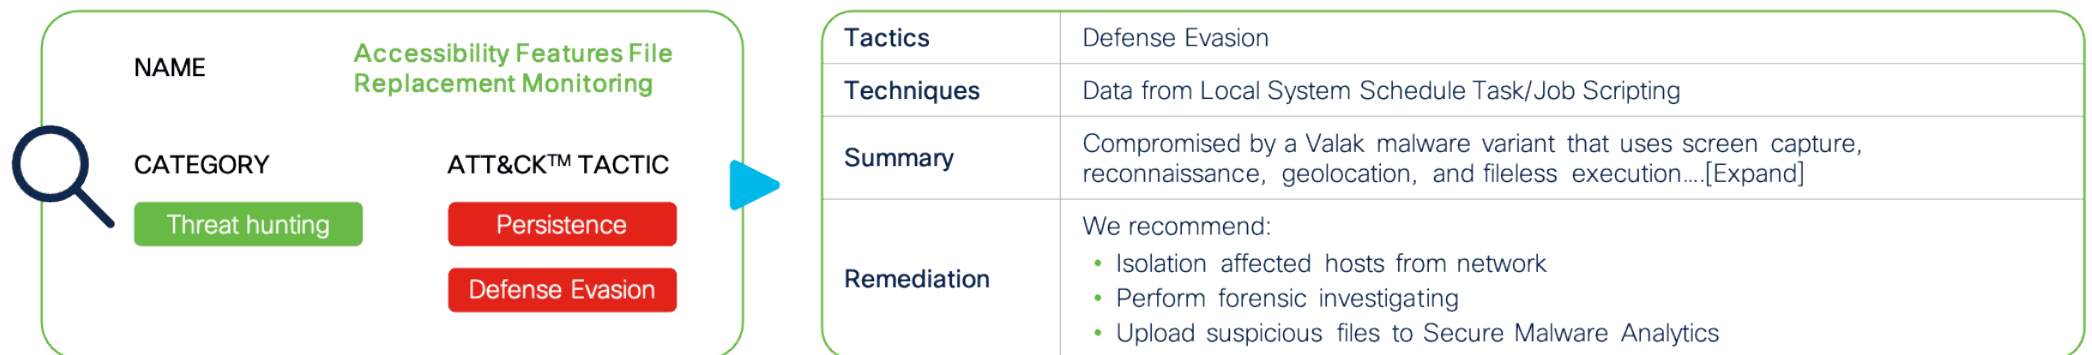 NAME
Accessibility Features File
Replacement Monitoring
CATEGORY
ATT&CK™ TACTIC
Threat hunting
Persistence
Defense Evasion
Tactics
Defense Evasion
Techniques
Data from Local System Schedule Task/Job Scripting
Summary
Compromised by a Valak malware variant that uses screen capture,
reconnaissance, geolocation, and fileless execution....[Expand]
Remediation
We recommend:
• Isolation affected hosts from network
• Perform forensic investigating
• Upload suspicious files to Secure Malware Analytics